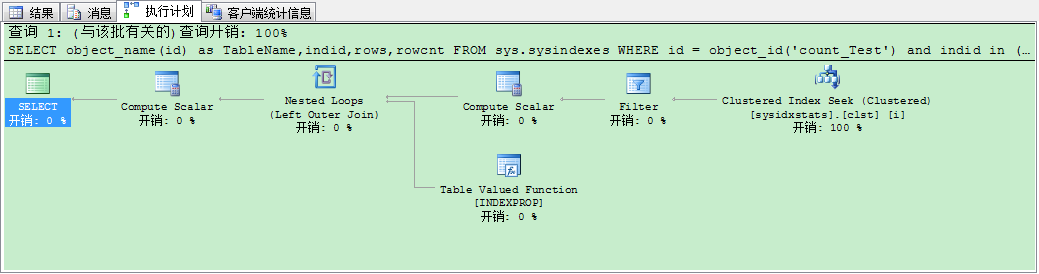 结果 消息 执行计划 客户端统计信息
查询 1: (与该批有关的)查询开销: 100%
SELECT object_name(id) as TableName,indid,rows,rowcnt FROM sys.sysindexes WHERE id = object_id('count_Test') and indid in (…
SELECT
开销: 0 %
Compute Scalar
开销: 0 %
Nested Loops
(Left Outer Join)
开销: 0 %
Compute Scalar
开销: 0 %
Filter
开销: 0 %
Clustered Index Seek (Clustered)
[sysidxstats].[clst] [i]
开销: 100 %
Table Valued Function
[INDEXPROP]
开销: 0 %